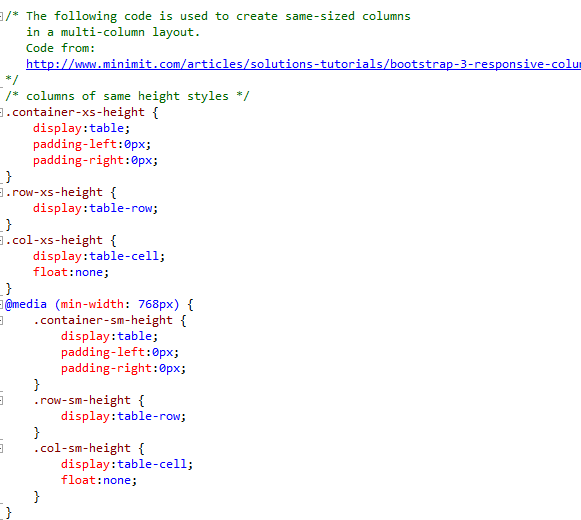 /* The following code is used to create same-sized columns
   in a multi-column layout.
   Code from:
   http://www.minimit.com/articles/solutions-tutorials/bootstrap-3-responsive-colu
*/
/* columns of same height styles */
.container-xs-height {
    display:table;
    padding-left:0px;
    padding-right:0px;
}
.row-xs-height {
    display:table-row;
}
.col-xs-height {
    display:table-cell;
    float:none;
}
@media (min-width: 768px) {
    .container-sm-height {
        display:table;
        padding-left:0px;
        padding-right:0px;
    }
    .row-sm-height {
        display:table-row;
    }
    .col-sm-height {
        display:table-cell;
        float:none;
    }
}